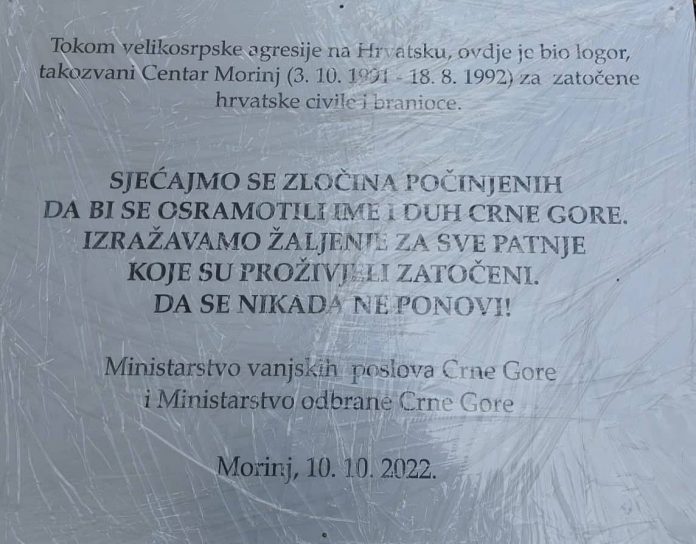 Tokom velikosrpske agresije na Hrvatsku, ovdje je bio logor,
takozvani Centar Morinj (3. 10. 1991 - 18. 8. 1992) za zatočene
hrvatske civile i branioce.
SJEĆAJMO SE ZLOČINA POČINJENIH
DA BI SE OSRAMOTILI IME I DUH CRNE GORE.
IZRAŽAVAMO ŽALJENJE ZA SVE PATNJE
KOJE SU PROŽIVJELI ZATOČENI.
DA SE NIKADA NE PONOVI!
Ministarstvo vanjskih poslova Crne Gore
i Ministarstvo odbrane Crne Gore
Morinj, 10. 10. 2022.